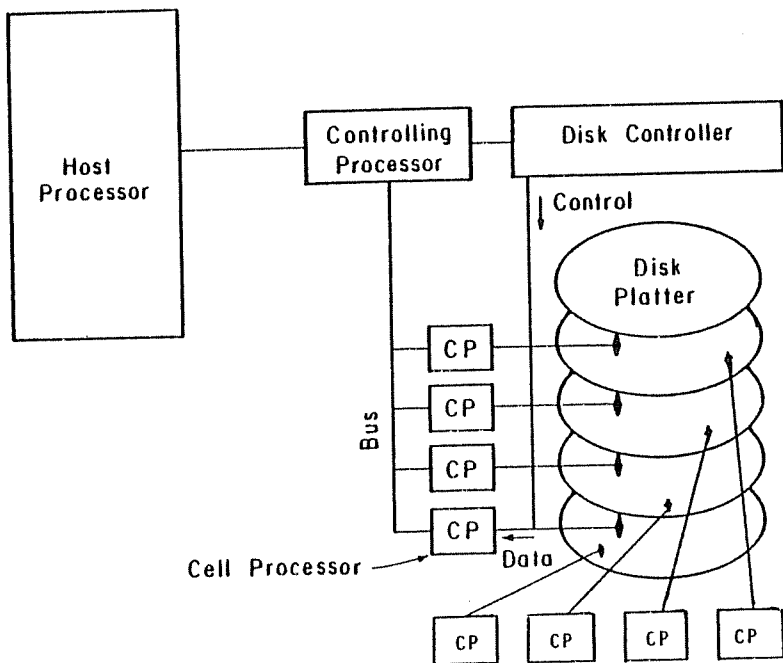 Host
Processor
Controlling
Processor
Disk Controller
Control
Disk
Platter
CP
CP
CP
CP
Bus
Data
Cell Processor
CP
CP
CP
CP